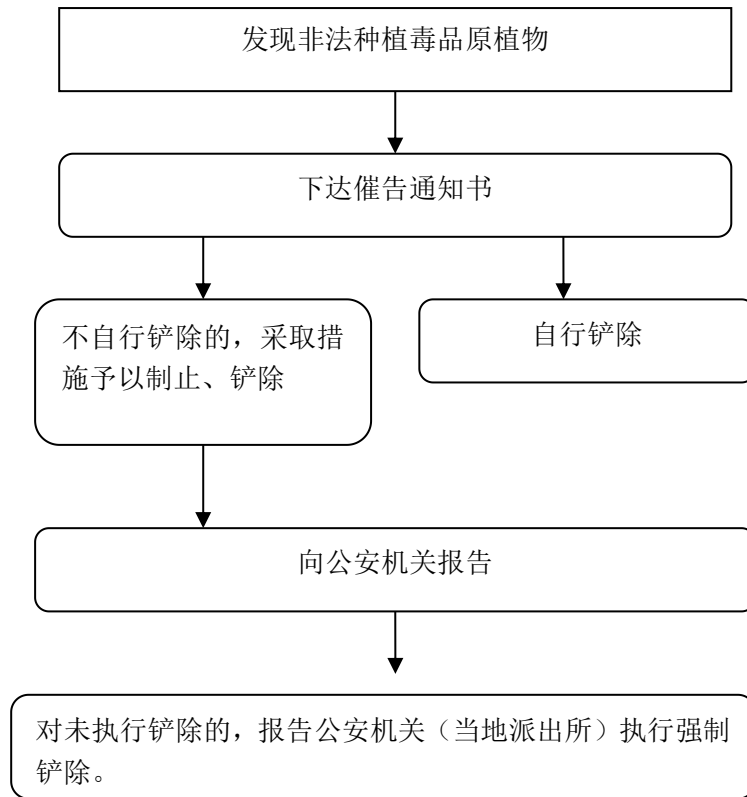 发现非法种植毒品原植物
下达催告通知书
不自行铲除的，采取措
施予以制止、铲除
自行铲除
向公安机关报告
对未执行铲除的，报告公安机关（当地派出所）执行强制
铲除。